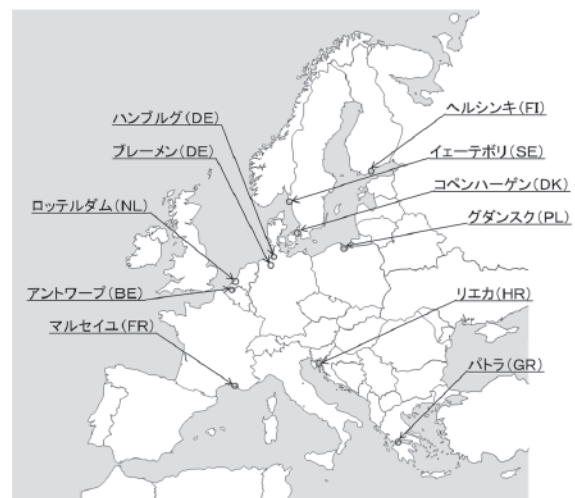 ハンブルグ(DE)
ブレーメン(DE)
ロッテルダム(NL)
アントワープ(BE)
マルセイユ(FR)
ヘルシンキ(FI)
イェーテボリ(SE)
コペンハーゲン(DK)
グダンスク(PL)
リエカ(HR)
パトラ(GR)